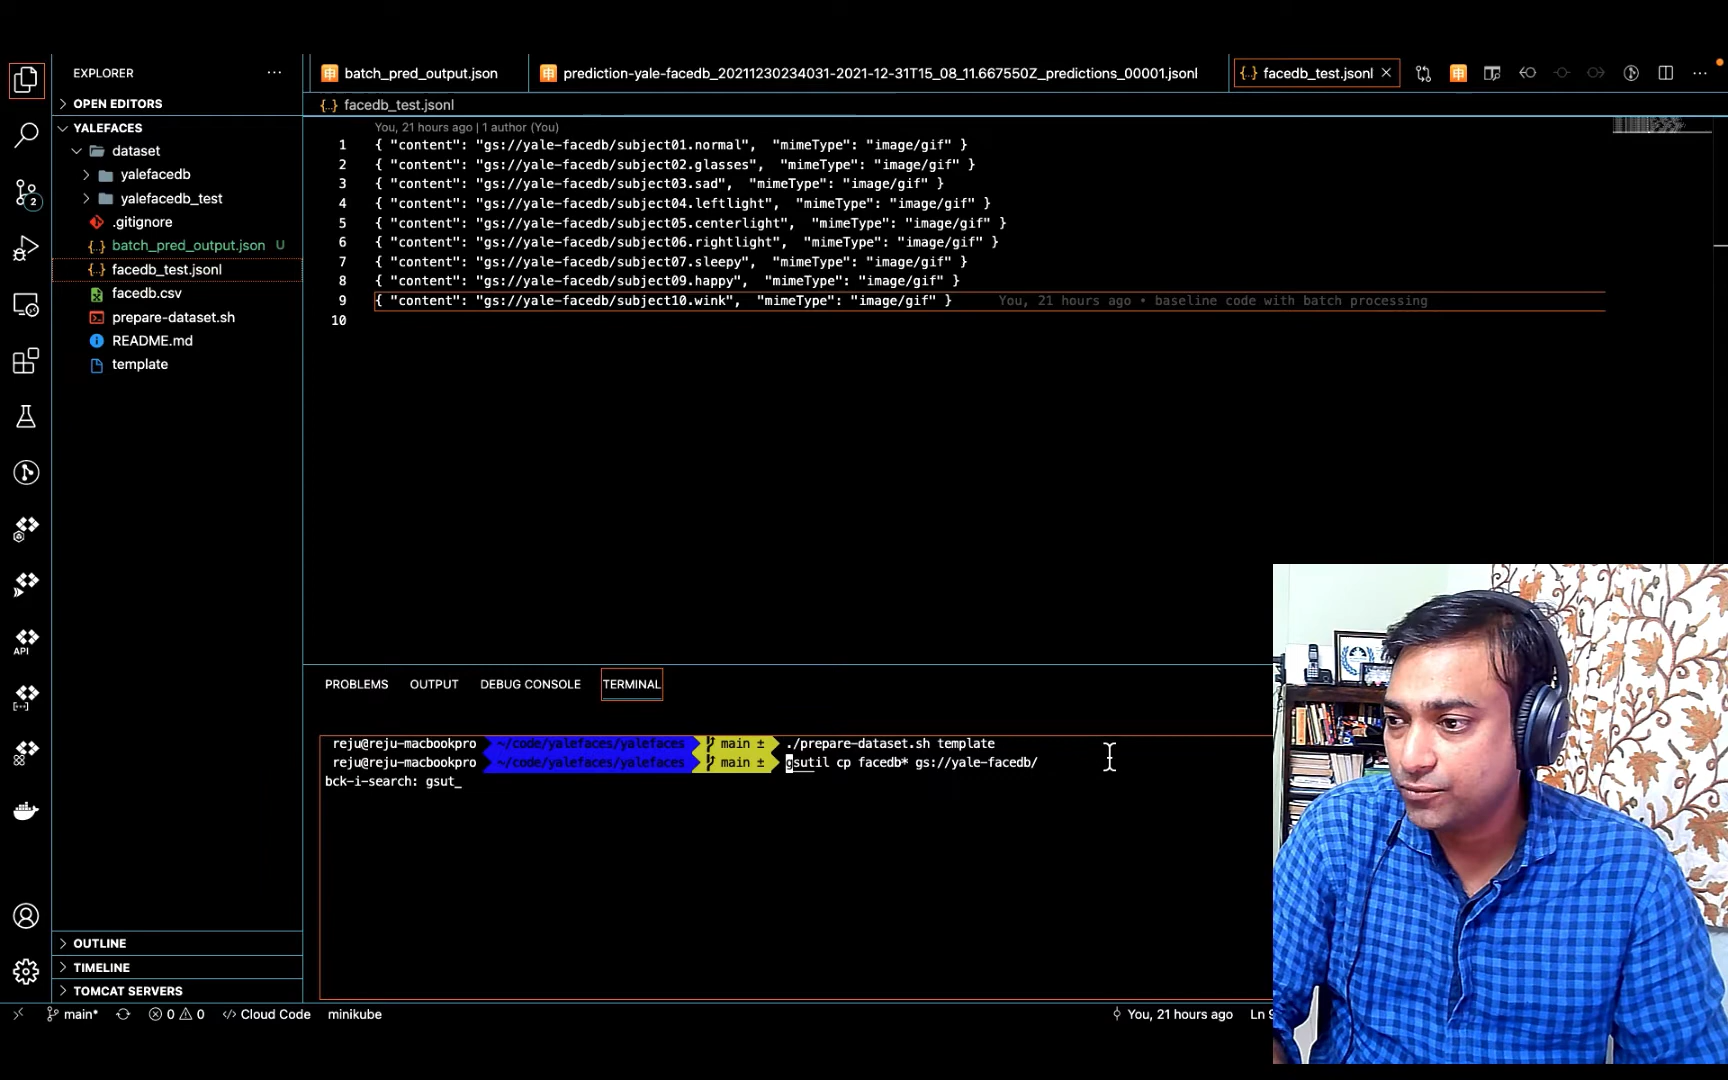 EXPLORER
OPEN EDITORS
YALEFACES
dataset
yalefacedb
yalefacedb_test
.gitignore
batch_pred_output.json U
facedb_test.jsonl
facedb.csv
prepare-dataset.sh
README.md
template
OUTLINE
TIMELINE
TOMCAT SERVERS
2
API
batch_pred_output.json
prediction-yale-facedb_20211230234031-2021-12-31T15_08_11.667550Z_predictions_00001.jsonl
facedb_test.jsonl
facedb_test.jsonl
You, 21 hours ago | 1 author (You)
1 { "content": "gs://yale-facedb/subject01.normal", "mimeType": "image/gif" }
2 { "content": "gs://yale-facedb/subject02.glasses", "mimeType": "image/gif" }
3 { "content": "gs://yale-facedb/subject03.sad", "mimeType": "image/gif" }
4 { "content": "gs://yale-facedb/subject04.leftlight", "mimeType": "image/gif" }
5 { "content": "gs://yale-facedb/subject05.centerlight", "mimeType": "image/gif" }
6 { "content": "gs://yale-facedb/subject06.rightlight", "mimeType": "image/gif" }
7 { "content": "gs://yale-facedb/subject07.sleepy", "mimeType": "image/gif" }
8 { "content": "gs://yale-facedb/subject09.happy", "mimeType": "image/gif" }
9 { "content": "gs://yale-facedb/subject10.wink", "mimeType": "image/gif" } You, 21 hours ago • baseline code with batch processing
10
PROBLEMS OUTPUT DEBUG CONSOLE TERMINAL
reju@reju-macbookpro ~/code/yalefaces/yalefaces main ± ./prepare-dataset.sh template
reju@reju-macbookpro ~/code/yalefaces/yalefaces main ± gsutil cp facedb* gs://yale-facedb/
bck-i-search: gsut_
main* 0 0 Cloud Code minikube You, 21 hours ago Ln 9